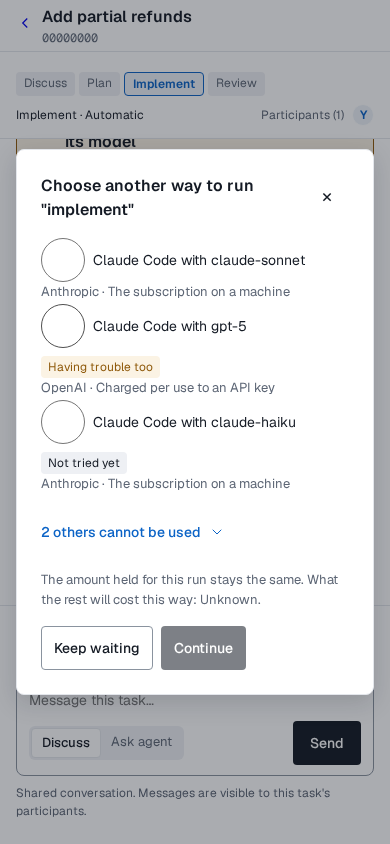 Add partial refunds
00000000
Discuss Plan Implement Review
Implement · Automatic Participants (1) Y
its model
Choose another way to run
"implement"
Claude Code with claude-sonnet
Anthropic · The subscription on a machine
Claude Code with gpt-5
Having trouble too
OpenAI · Charged per use to an API key
Claude Code with claude-haiku
Not tried yet
Anthropic · The subscription on a machine
2 others cannot be used
The amount held for this run stays the same. What
the rest will cost this way: Unknown.
Keep waiting Continue
Message this task...
Discuss Ask agent Send
Shared conversation. Messages are visible to this task's
participants.